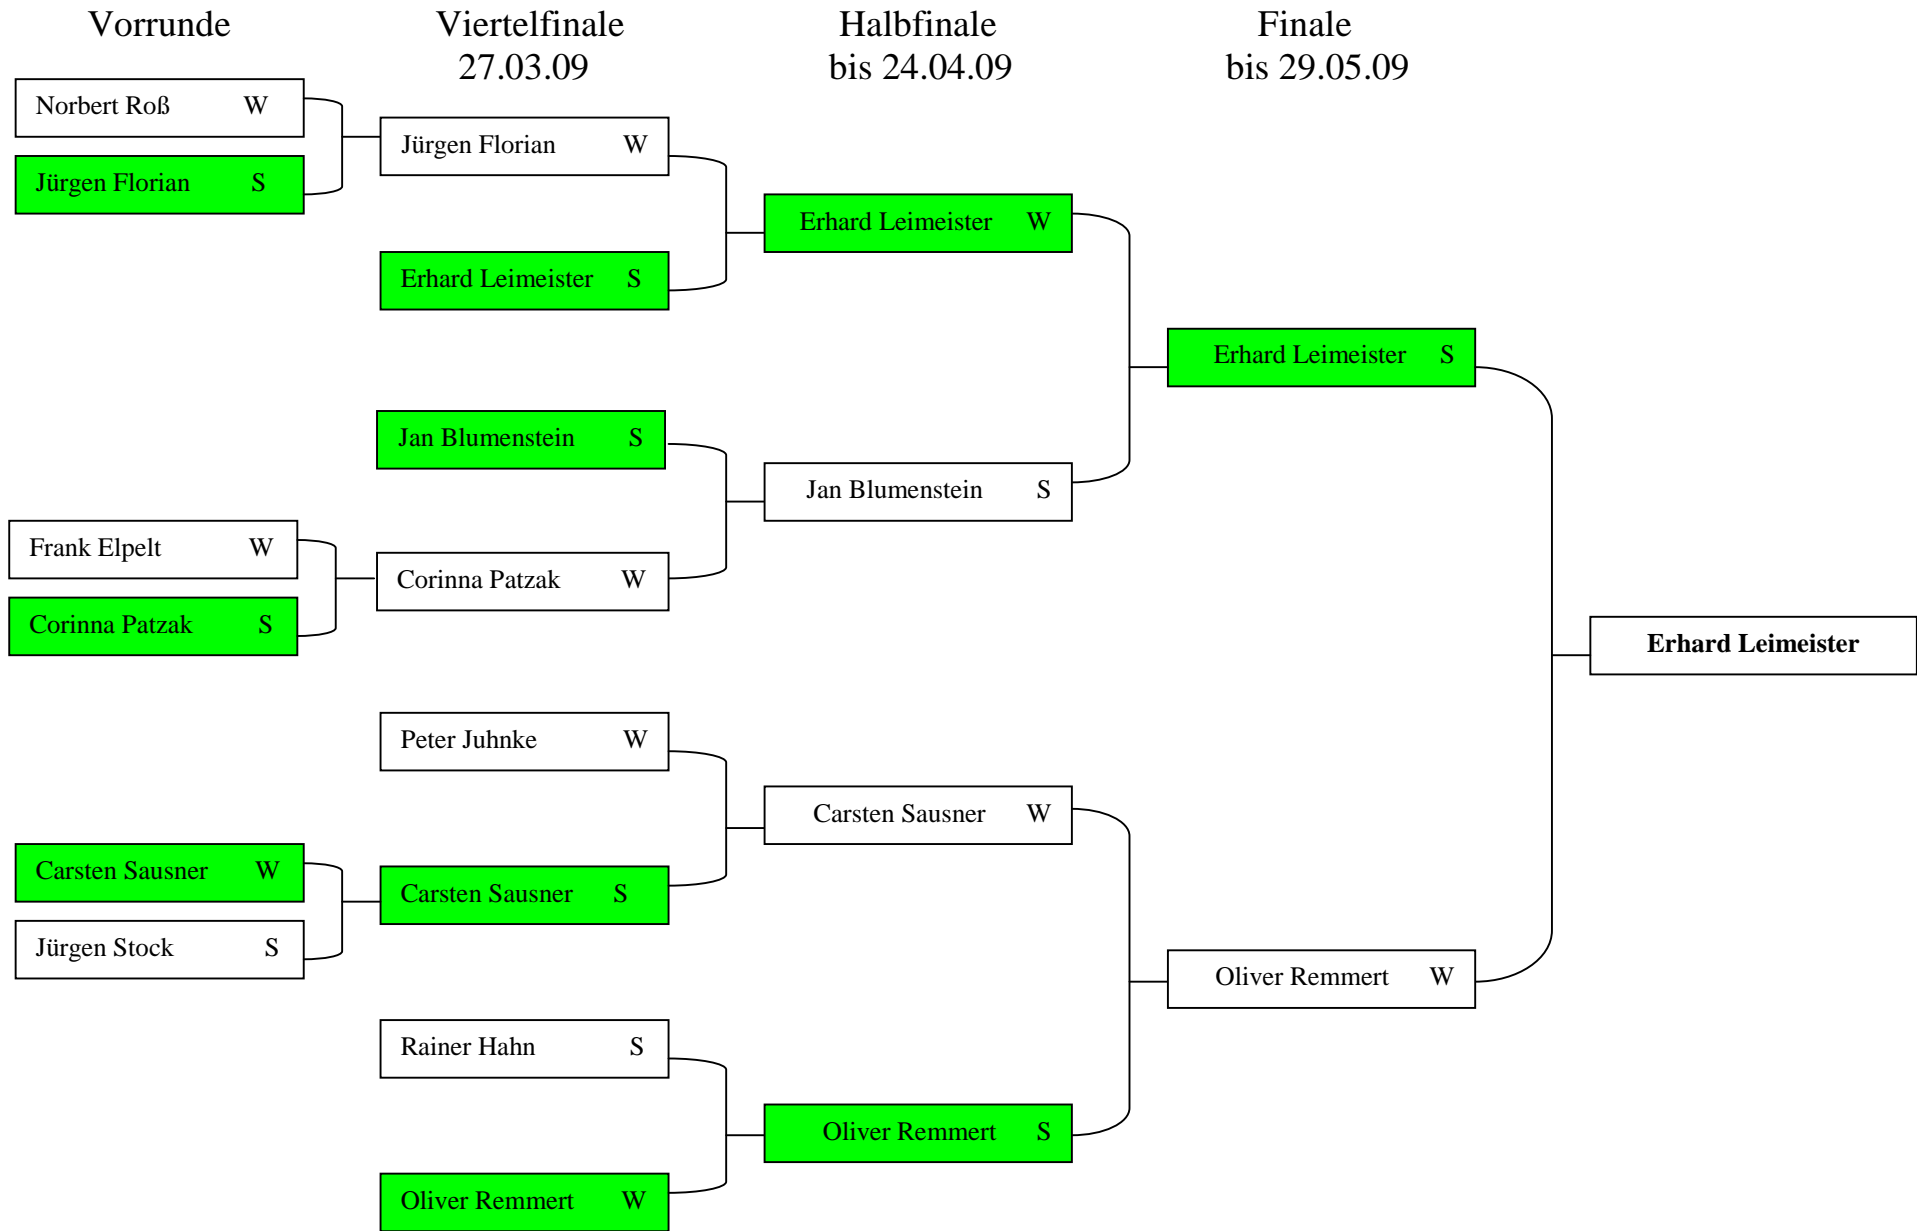 Vorrunde
Viertelfinale
27.03.09
Halbfinale
bis 24.04.09
Finale
bis 29.05.09
Norbert Roß W
Jürgen Florian S
Frank Elpelt W
Corinna Patzak S
Carsten Sausner W
Jürgen Stock S
Jürgen Florian W
Erhard Leimeister S
Jan Blumenstein S
Corinna Patzak W
Peter Juhnke W
Carsten Sausner S
Rainer Hahn S
Oliver Remmert W
Erhard Leimeister W
Jan Blumenstein S
Carsten Sausner W
Oliver Remmert S
Erhard Leimeister S
Oliver Remmert W
Erhard Leimeister